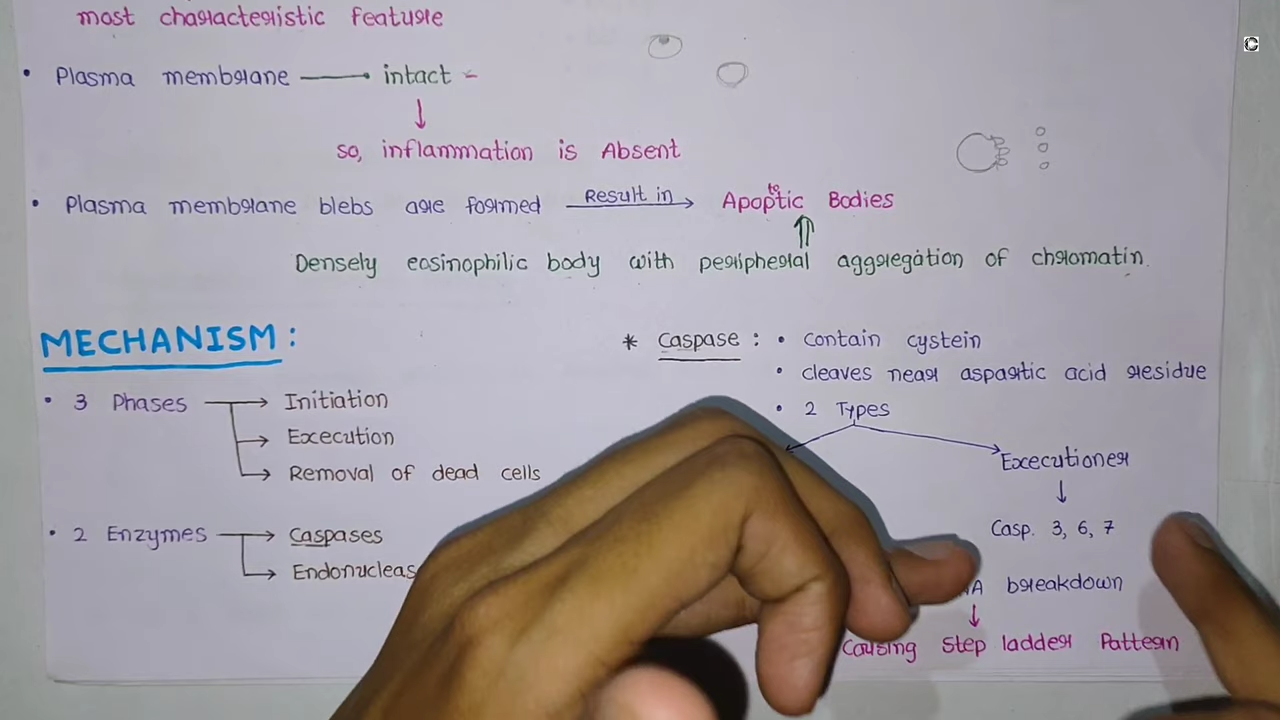 most characteristic feature
• Plasma membrane → intact -
↓
so, inflammation is Absent
• Plasma membrane blebs are formed Result in → Apoptotic Bodies
Densely eosinophilic body with peripheral aggregation of chromatin
MECHANISM :
• 3 Phases → Initiation
→ Execution
→ Removal of dead cells
• 2 Enzymes → Caspases
→ Endonucleas
* Caspase : • contain cystein
• cleaves near aspartic acid residue
• 2 Types
Executioner
↓
Casp. 3, 6, 7
breakdown
↓
Causing Step ladder Pattern
C